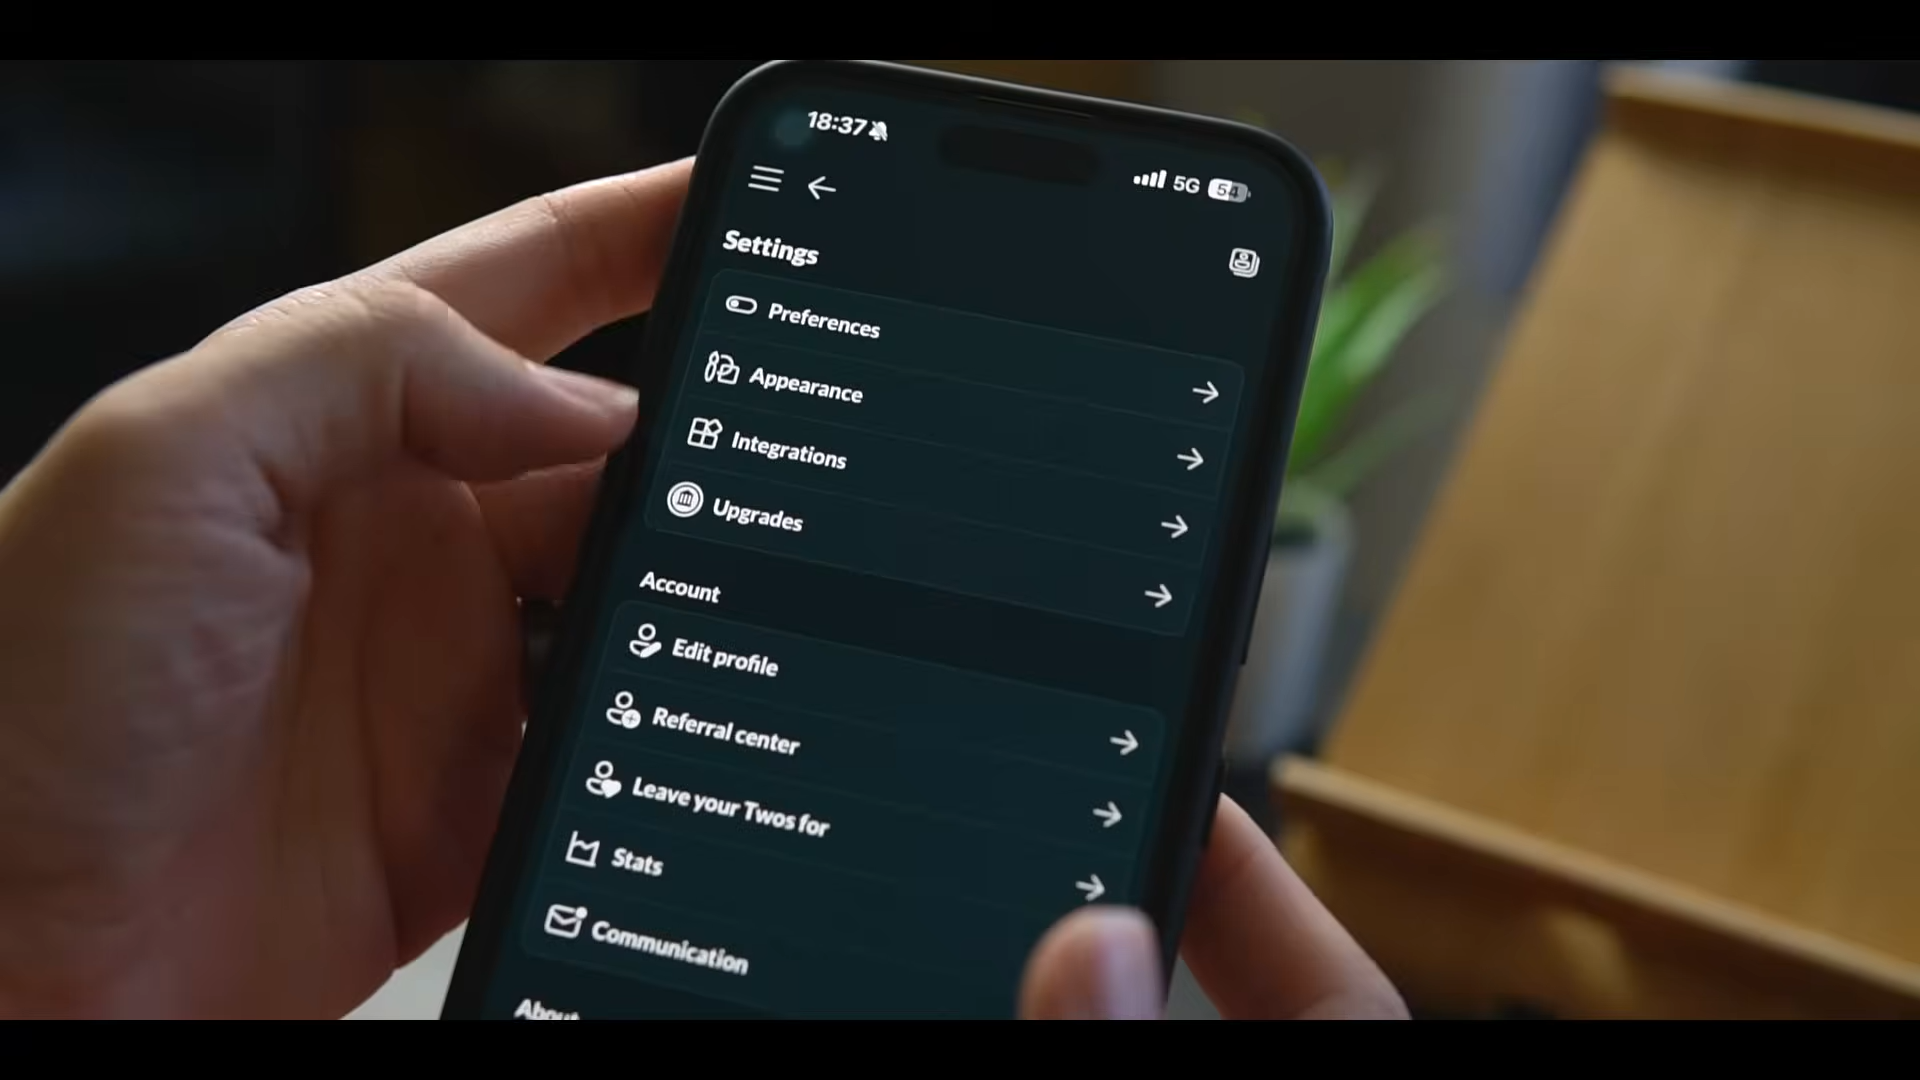 18:37
5G 54
Settings
Preferences
Appearance
Integrations
Upgrades
Account
Edit profile
Referral center
Leave your Twos for
Stats
Communication
About